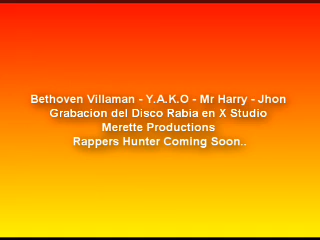 Bethoven Villaman - Y.A.K.O - Mr Harry - Jhon
Grabacion del Disco Rabia en X Studio
Merette Productions
Rappers Hunter Coming Soon..